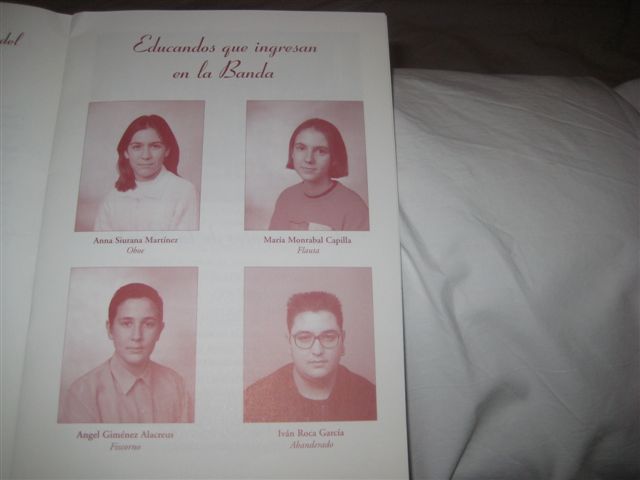 del
Educandos que ingresan
en la Banda
Anna Siurana Martínez
Oboe
María Monrabal Capilla
Flauta
Angel Giménez Alacreus
Fiscorno
Iván Roca García
Abanderado